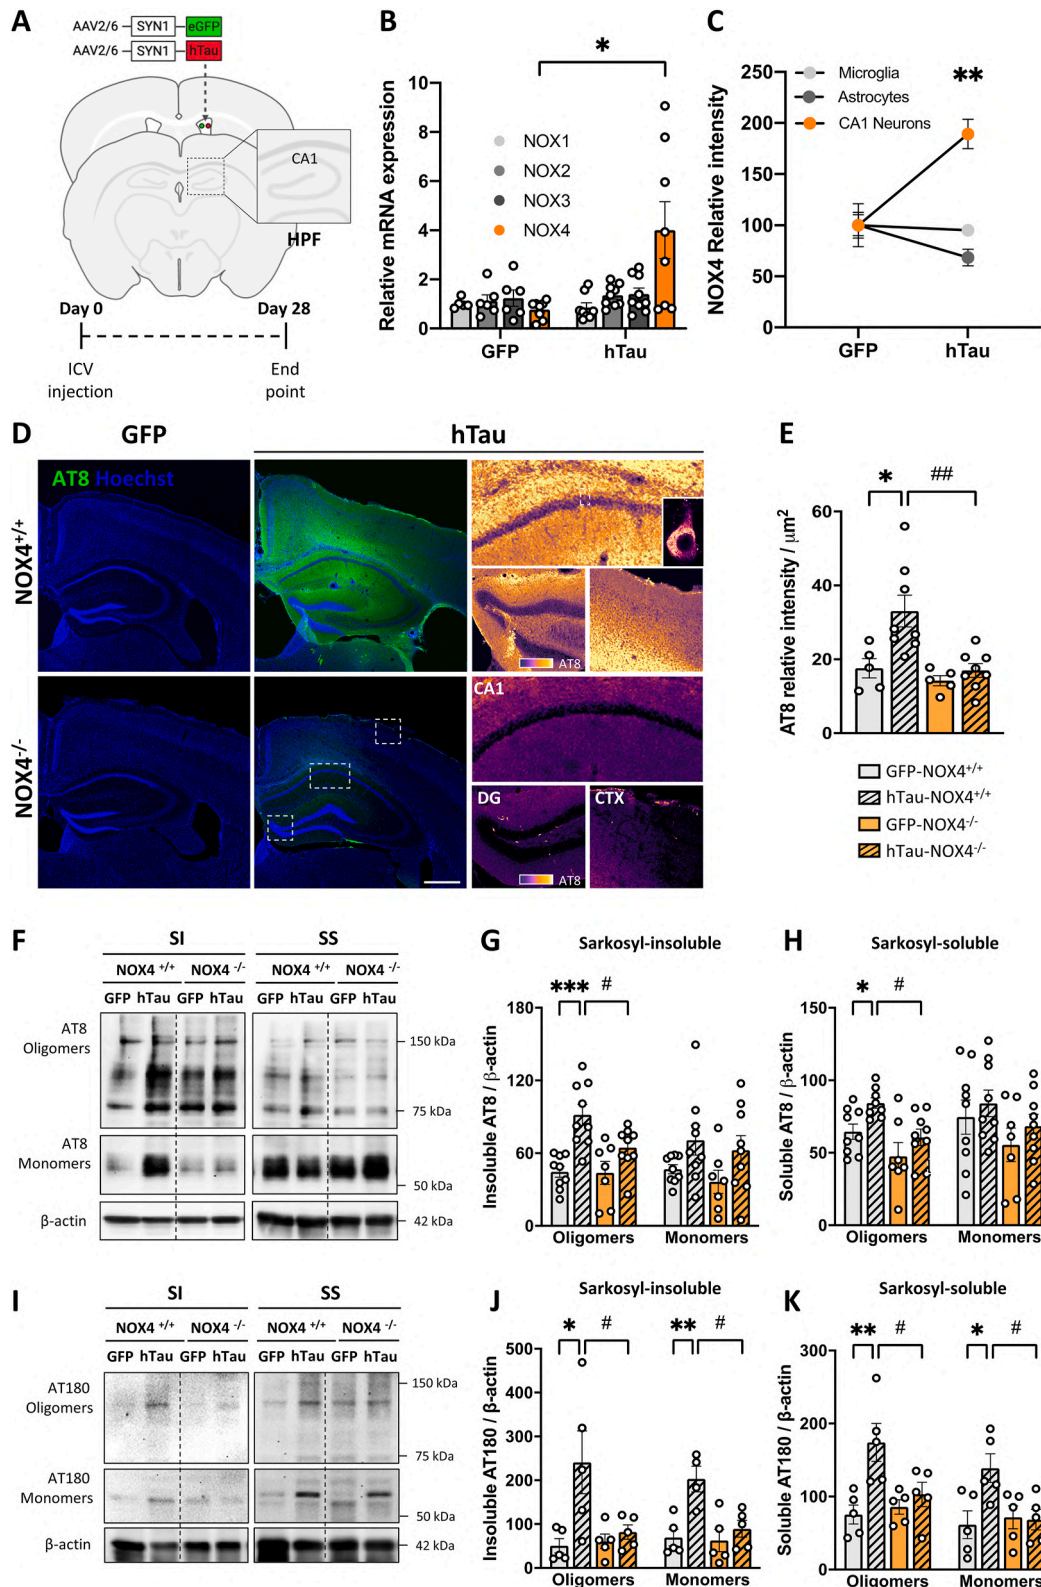 A
AAV2/6 SYN1 eGFP
AAV2/6 SYN1 hTau
CA1
HPF
Day 0 Day 28
ICV injection
End point
B
*
Relative mRNA expression
10
8
6
4
2
0
NOX1
NOX2
NOX3
NOX4
GFP hTau
C
NOX4 Relative intensity
250
200
150
100
50
0
Microglia
Astrocytes
CA1 Neurons
**
GFP hTau
D
GFP hTau
AT8 Hoechst
NOX4+/+
AT8
NOX4-/-
CA1
DG CTX
AT8
E
* ##
AT8 relative intensity / μm²
60
40
20
0
GFP-NOX4+/+
hTau-NOX4+/+
GFP-NOX4-/-
hTau-NOX4-/-
F
SI SS
NOX4 +/+ NOX4 -/- NOX4 +/+ NOX4 -/-
GFP hTau GFP hTau GFP hTau GFP hTau
AT8 Oligomers
150 kDa
75 kDa
AT8 Monomers
50 kDa
β-actin
42 kDa
G
Sarkosyl-insoluble
*** #
Insoluble AT8 / β-actin
180
120
60
0
Oligomers Monomers
H
Sarkosyl-soluble
* #
Soluble AT8 / β-actin
150
100
50
0
Oligomers Monomers
I
SI SS
NOX4 +/+ NOX4 -/- NOX4 +/+ NOX4 -/-
GFP hTau GFP hTau GFP hTau GFP hTau
AT180 Oligomers
150 kDa
75 kDa
AT180 Monomers
50 kDa
β-actin
42 kDa
J
Sarkosyl-insoluble
* # ** #
Insoluble AT180 / β-actin
500
400
300
200
100
0
Oligomers Monomers
K
Sarkosyl-soluble
** # * #
Soluble AT180 / β-actin
300
200
100
0
Oligomers Monomers